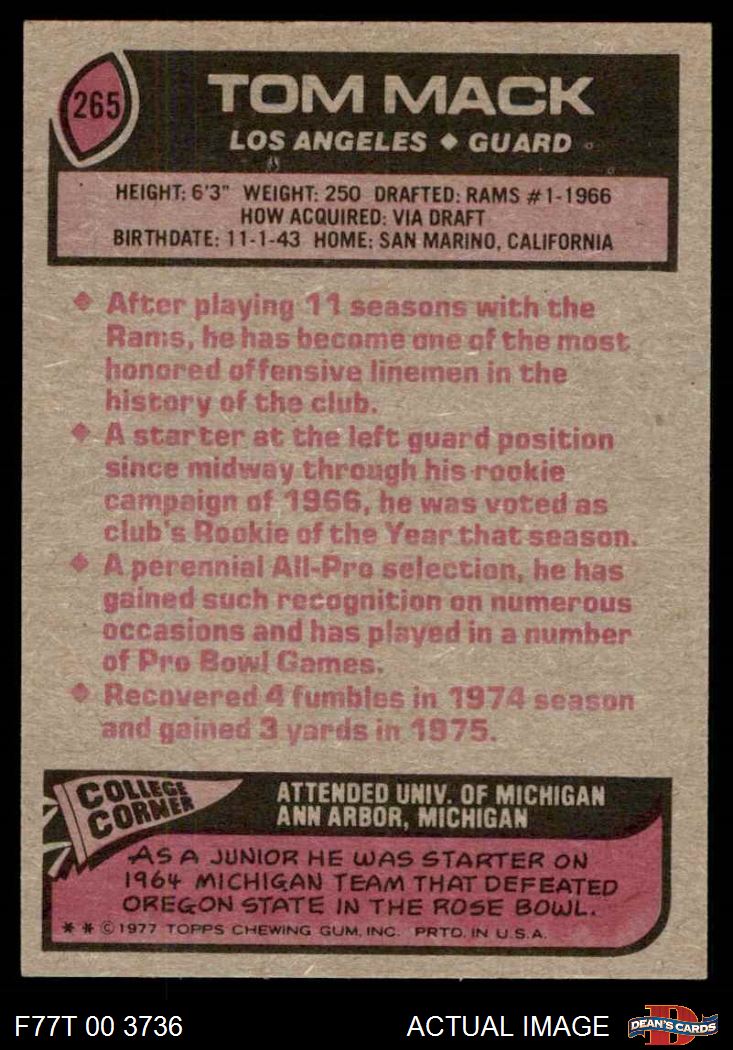 265
TOM MACK
LOS ANGELES ◆ GUARD
HEIGHT: 6'3" WEIGHT: 250 DRAFTED: RAMS #1-1966
HOW ACQUIRED: VIA DRAFT
BIRTHDATE: 11-1-43 HOME: SAN MARINO, CALIFORNIA
◆ After playing 11 seasons with the
Rams, he has become one of the most
honored offensive linemen in the
history of the club.
◆ A starter at the left guard position
since midway through his rookie
campaign of 1966, he was voted as
club's Rookie of the Year that season.
◆ A perennial All-Pro selection, he has
gained such recognition on numerous
occasions and has played in a number
of Pro Bowl Games.
◆ Recovered 4 fumbles in 1974 season
and gained 3 yards in 1975.
COLLEGE
CORNER
ATTENDED UNIV. OF MICHIGAN
ANN ARBOR, MICHIGAN
AS A JUNIOR HE WAS STARTER ON
1964 MICHIGAN TEAM THAT DEFEATED
OREGON STATE IN THE ROSE BOWL.
* * © 1977 TOPPS CHEWING GUM, INC. PRTD. IN U.S.A.
F77T 00 3736
ACTUAL IMAGE
D
DEAN'S CARDS